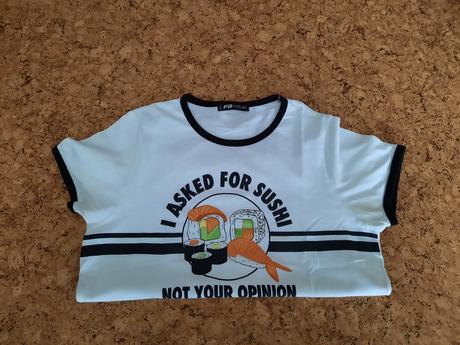 I ASKED FOR SUSHI
NOT YOUR OPINION